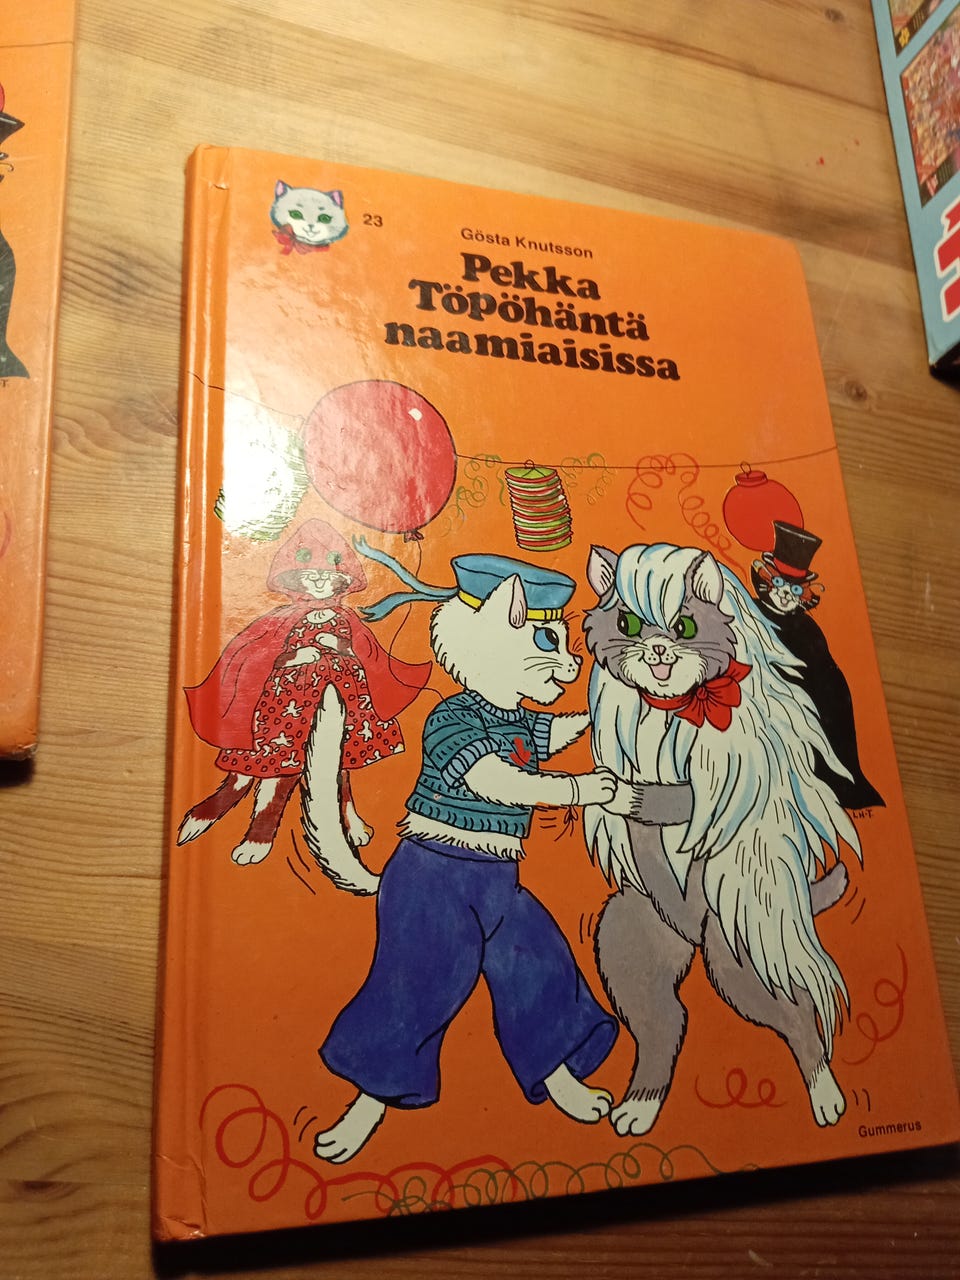 23
Gösta Knutsson
Pekka
Töpöhäntä
naamiaisissa
L.H-T.
Gummerus